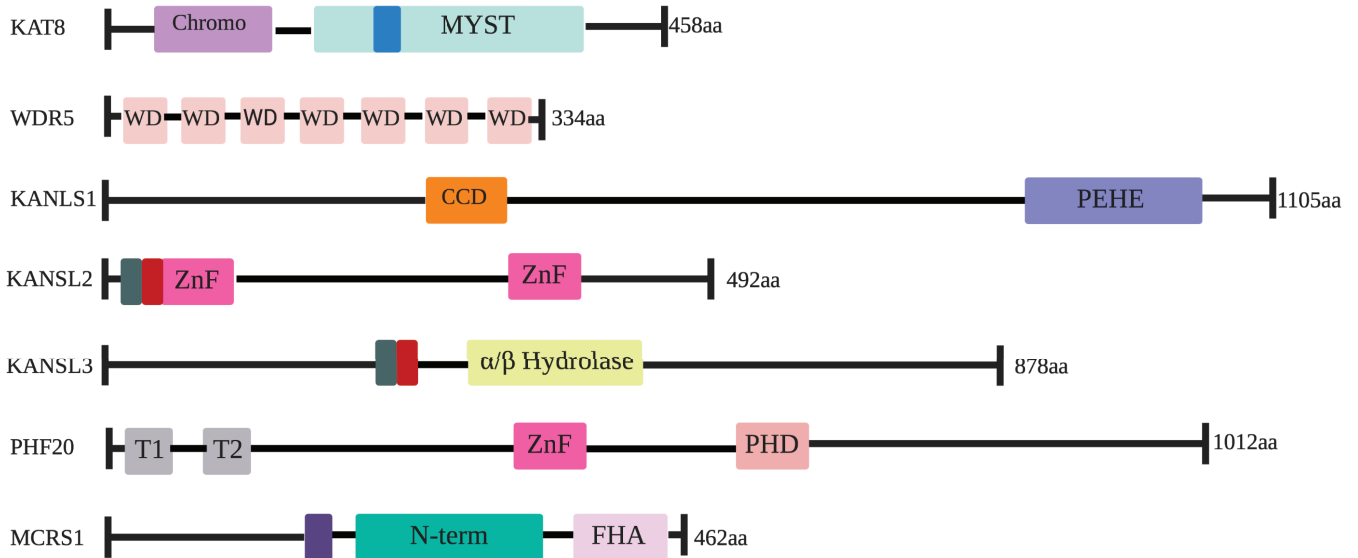 KAT8 Chromo MYST 458aa
WDR5 WD WD WD WD WD WD WD 334aa
KANLS1 CCD PEHE 1105aa
KANSL2 ZnF ZnF 492aa
KANSL3 α/β Hydrolase 878aa
PHF20 T1 T2 ZnF PHD 1012aa
MCRS1 N-term FHA 462aa